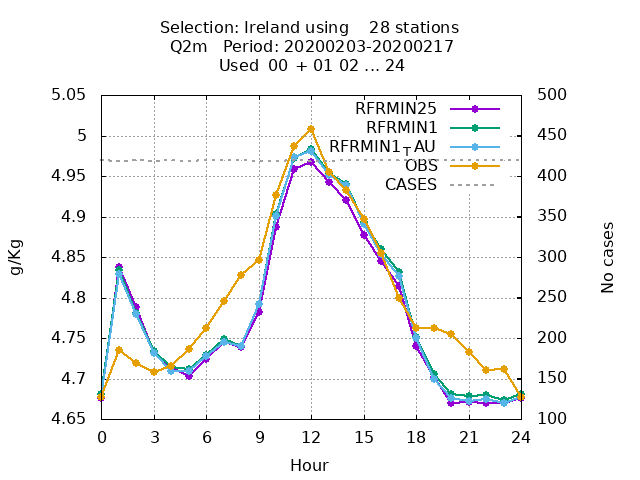 Selection: Ireland using    28 stations
Q2m   Period: 20200203-20200217
Used  00 + 01 02 ... 24
5.05
5
4.95
4.9
4.85
4.8
4.75
4.7
4.65
500
450
400
350
300
250
200
150
100
RFRMIN25
RFRMIN1
RFRMIN1_TAU
OBS
CASES
g/Kg
No cases
0 3 6 9 12 15 18 21 24
Hour